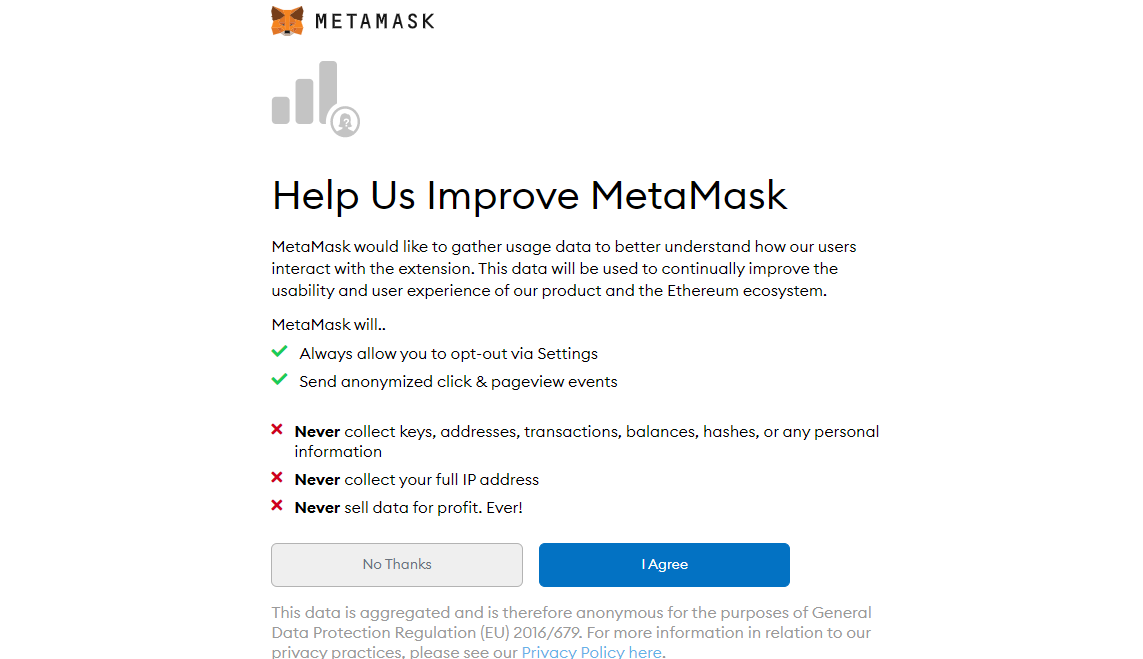 METAMASK
Help Us Improve MetaMask
MetaMask would like to gather usage data to better understand how our users
interact with the extension. This data will be used to continually improve the
usability and user experience of our product and the Ethereum ecosystem.
MetaMask will..
Always allow you to opt-out via Settings
Send anonymized click & pageview events
Never collect keys, addresses, transactions, balances, hashes, or any personal
information
Never collect your full IP address
Never sell data for profit. Ever!
No Thanks
I Agree
This data is aggregated and is therefore anonymous for the purposes of General
Data Protection Regulation (EU) 2016/679. For more information in relation to our
privacy practices, please see our Privacy Policy here.